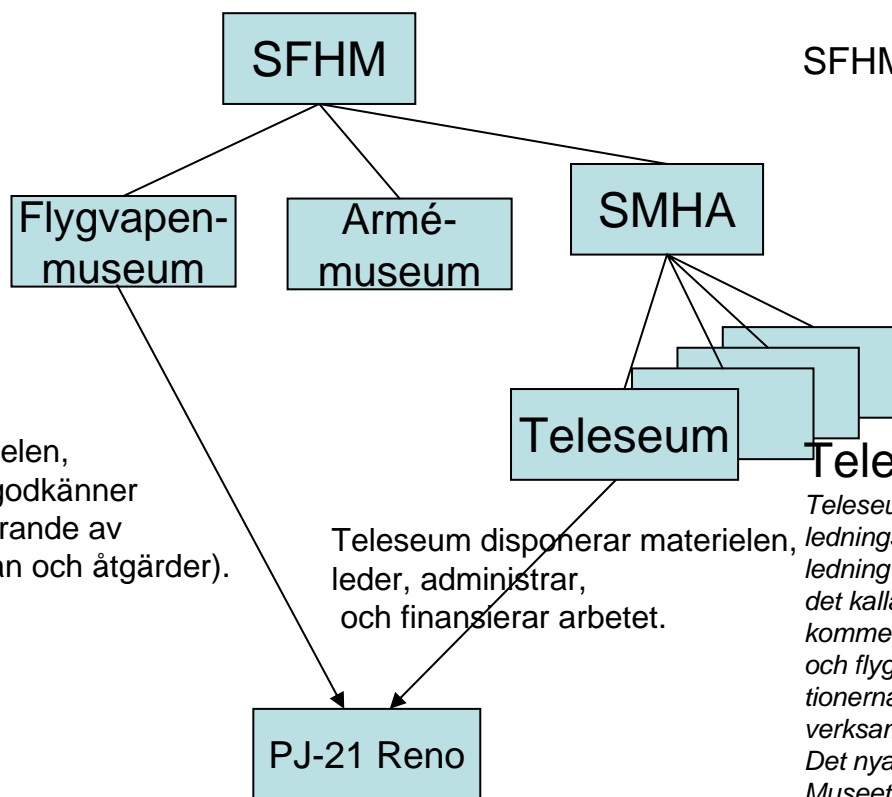 SFHM
SFHM
Flygvapen-
museum
Armé-
museum
SMHA
Teleseum
elen,
godkänner
rande av
an och åtgärder).
Teleseum disponerar materielen,
leder, administrar,
och finansierar arbetet.
PJ-21 Reno
Tele
Teleseu
lednings
ledning
det kalla
komme
och flyg
tionerna
verksam
Det nya
Museet